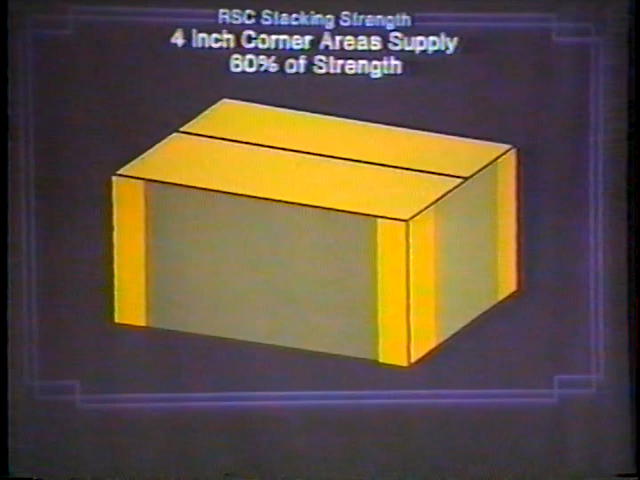 RSC Stacking Strength
4 Inch Corner Areas Supply
60% of Strength